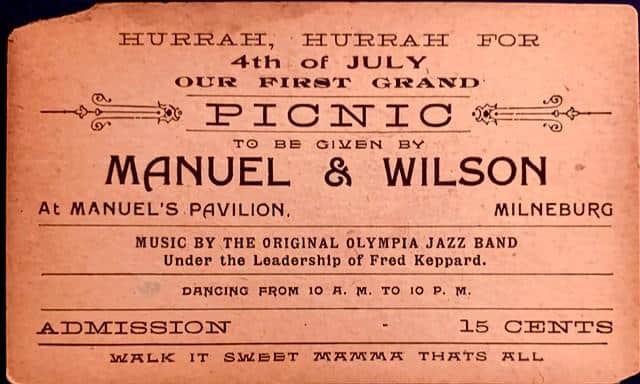 HURRAH, HURRAH FOR
4th of JULY
OUR FIRST GRAND
PICNIC
TO BE GIVEN BY
MANUEL & WILSON
At MANUEL'S PAVILION, MILNEBURG
MUSIC BY THE ORIGINAL OLYMPIA JAZZ BAND
Under the Leadership of Fred Keppard.
DANCING FROM 10 A. M. TO 10 P. M.
ADMISSION - 15 CENTS
WALK IT SWEET MAMMA THATS ALL